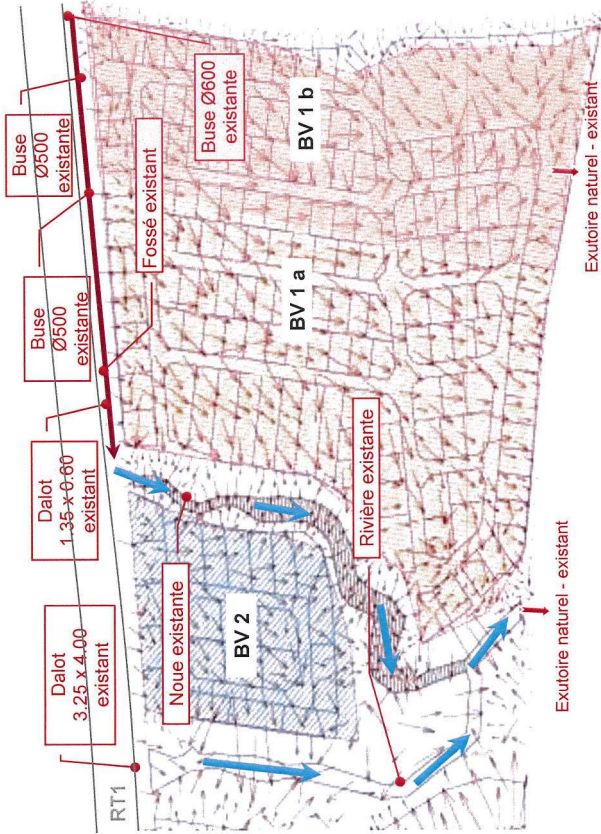 Dalot
3.25 x 4.00
existant
Dalot
1.35 x 0.60
existant
Buse
Ø500
existante
Buse
Ø500
existante
RT1
Fossé existant
Buse Ø600
existante
Noue existante
BV 2
BV 1 a
BV 1 b
Rivière existante
Exutoire naturel - existant
Exutoire naturel - existant